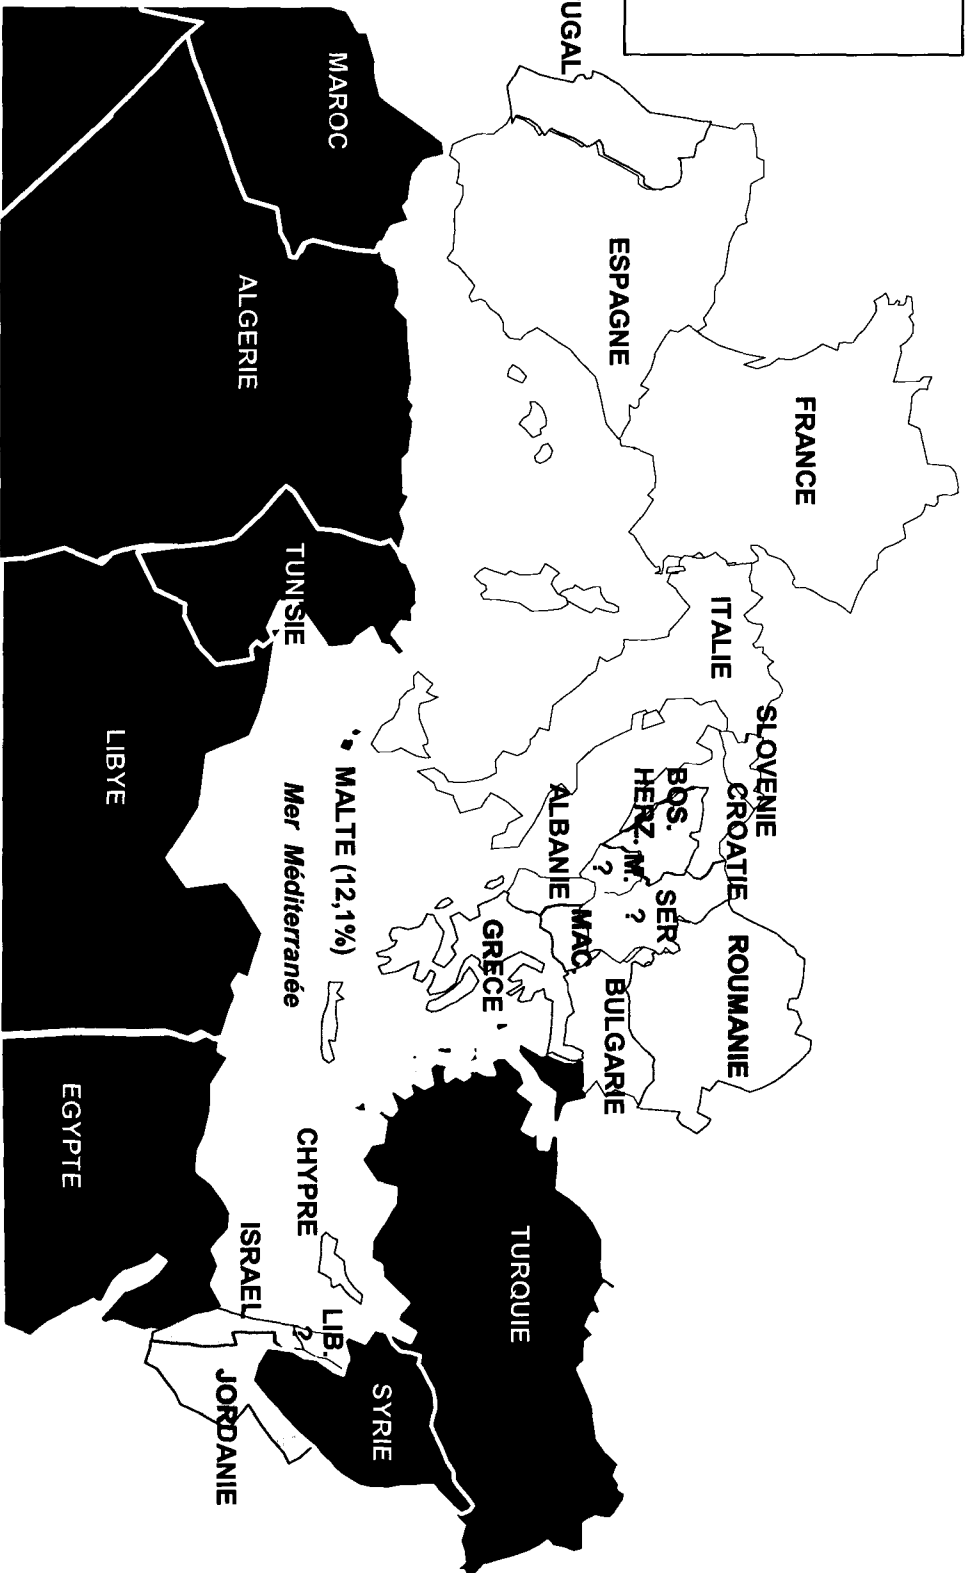 UGAL
ESPAGNE
FRANCE
ITALIE
SLOVENIE
CROATIE
BOS.
HERZ.
M.
?
SER
?
ALBANIE
MAC.
ROUMANIE
BULGARIE
GRECE
MAROC
ALGERIE
TUNISIE
LIBYE
EGYPTE
MALTE (12,1%)
Mer Méditerranée
CHYPRE
TURQUIE
ISRAEL
LIB.
?
SYRIE
JORDANIE